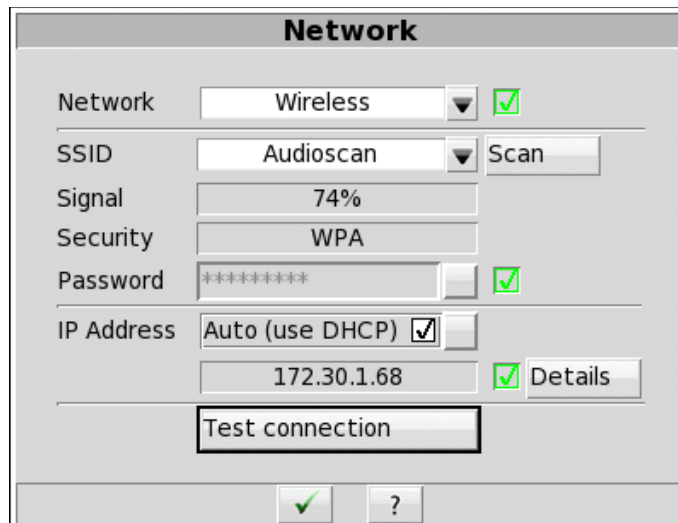 Network
Network Wireless
SSID Audioscan Scan
Signal 74%
Security WPA
Password *********
IP Address Auto (use DHCP)
172.30.1.68 Details
Test connection
?